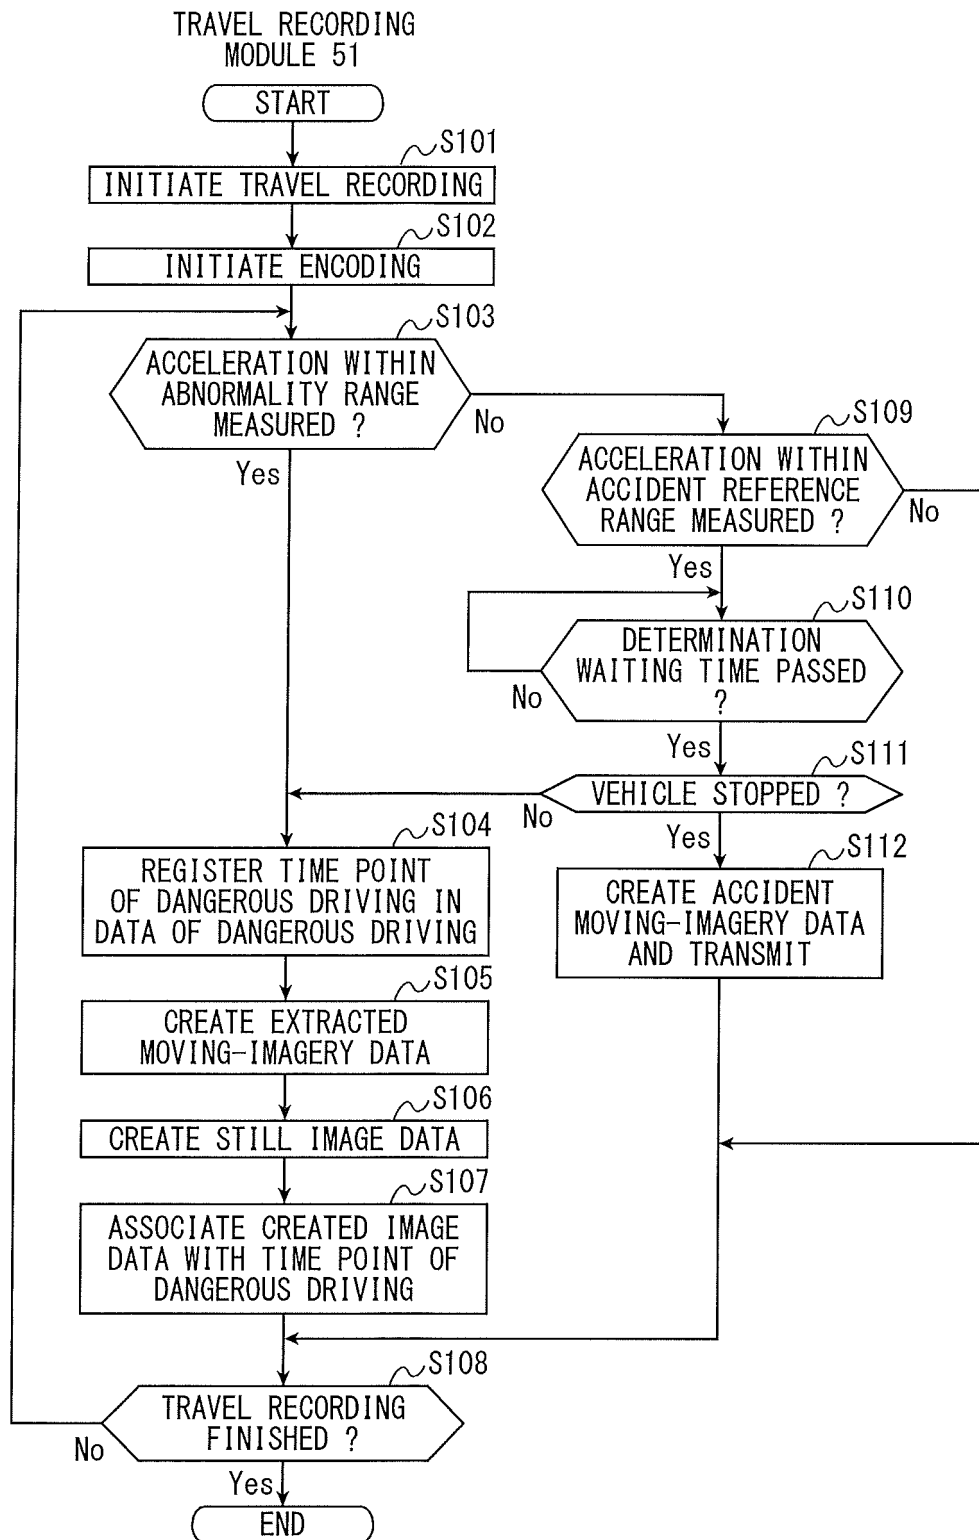 TRAVEL RECORDING
MODULE 51
START
S101
INITIATE TRAVEL RECORDING
S102
INITIATE ENCODING
S103
ACCELERATION WITHIN
ABNORMALITY RANGE
MEASURED ?
No
Yes
S109
ACCELERATION WITHIN
ACCIDENT REFERENCE
RANGE MEASURED ?
No
Yes
S110
DETERMINATION
WAITING TIME PASSED
?
No
Yes
S111
VEHICLE STOPPED ?
No
Yes
S104
REGISTER TIME POINT
OF DANGEROUS DRIVING IN
DATA OF DANGEROUS DRIVING
S112
CREATE ACCIDENT
MOVING-IMAGERY DATA
AND TRANSMIT
S105
CREATE EXTRACTED
MOVING-IMAGERY DATA
S106
CREATE STILL IMAGE DATA
S107
ASSOCIATE CREATED IMAGE
DATA WITH TIME POINT OF
DANGEROUS DRIVING
S108
TRAVEL RECORDING
FINISHED ?
No
Yes
END